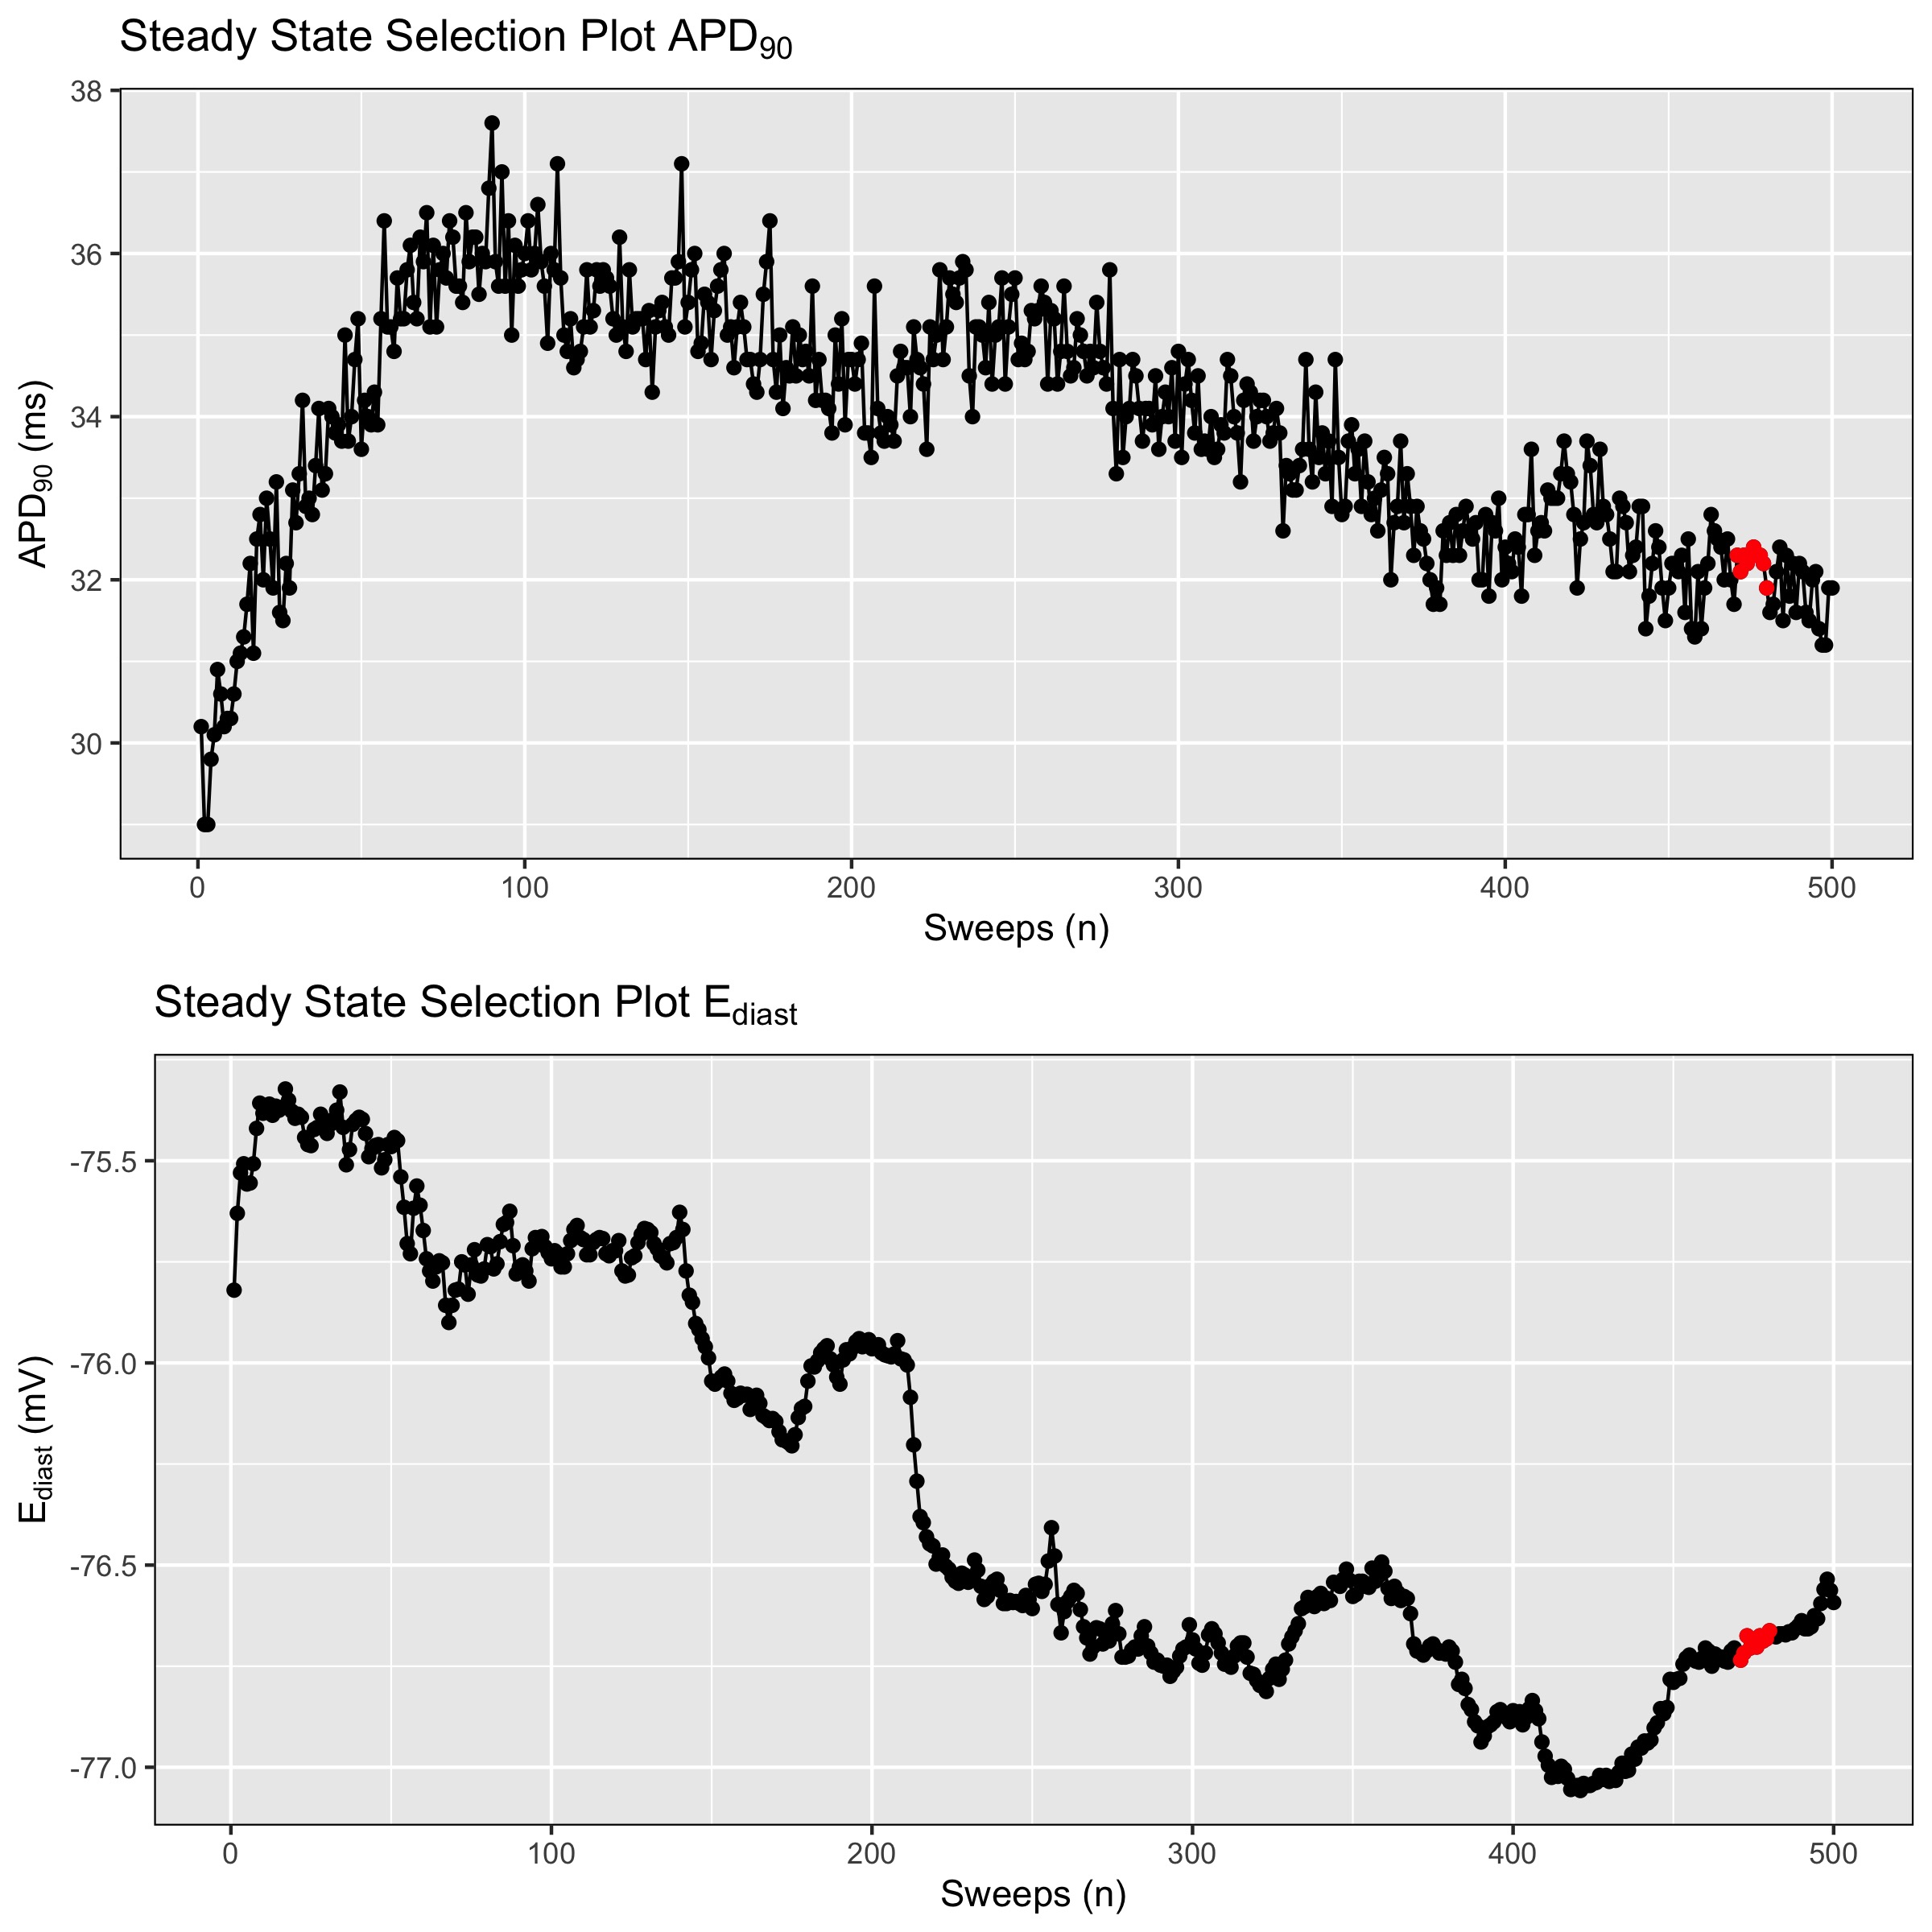 Steady State Selection Plot APD90
38
36
34
32
30
APD90 (ms)
0 100 200 300 400 500
Sweeps (n)
Steady State Selection Plot Ediast
-75.5
-76.0
-76.5
-77.0
Ediast (mV)
0 100 200 300 400 500
Sweeps (n)